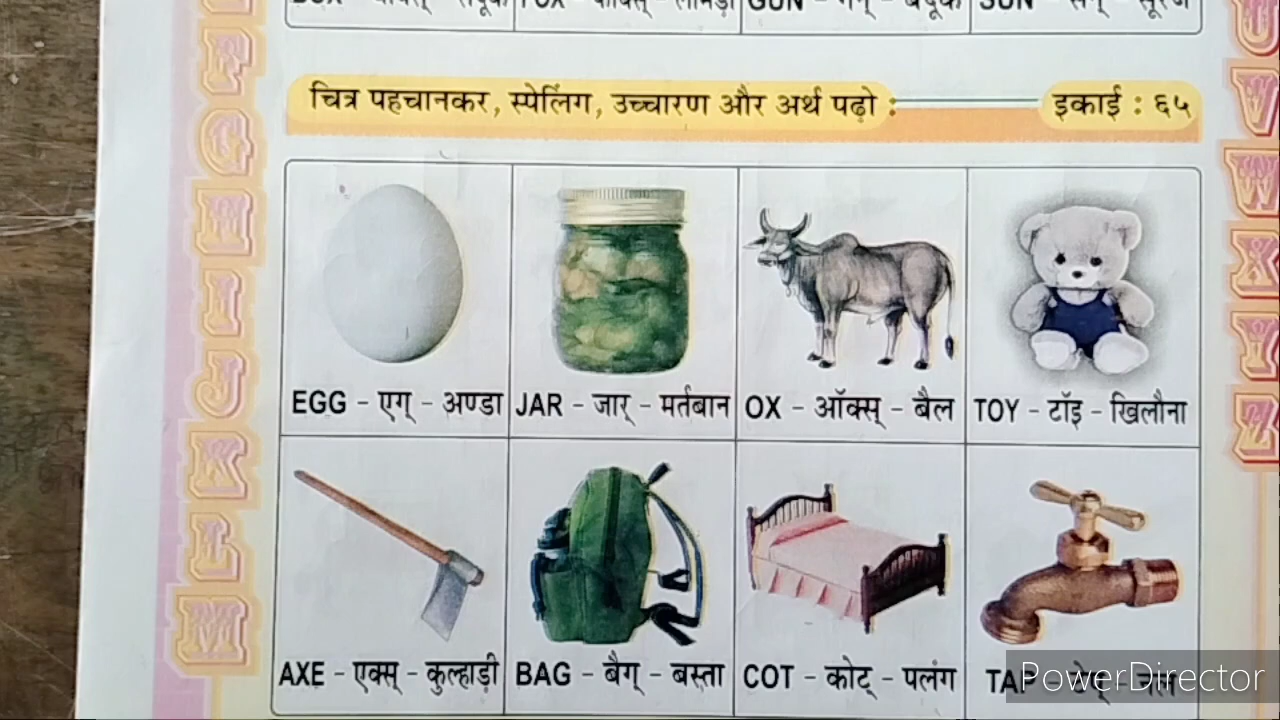 चित्र पहचानकर, स्पेलिंग, उच्चारण और अर्थ पढ़ो : इकाई : ६५
EGG - एग् - अण्डा
JAR - जार् - मर्तबान
OX - ऑक्स् - बैल
TOY - टॉइ - खिलौना
AXE - एक्स् - कुल्हाड़ी
BAG - बैग् - बस्ता
COT - कोट् - पलंग
PowerDirector
G
H
I
J
K
L
M
U
V
W
X
Y
Z